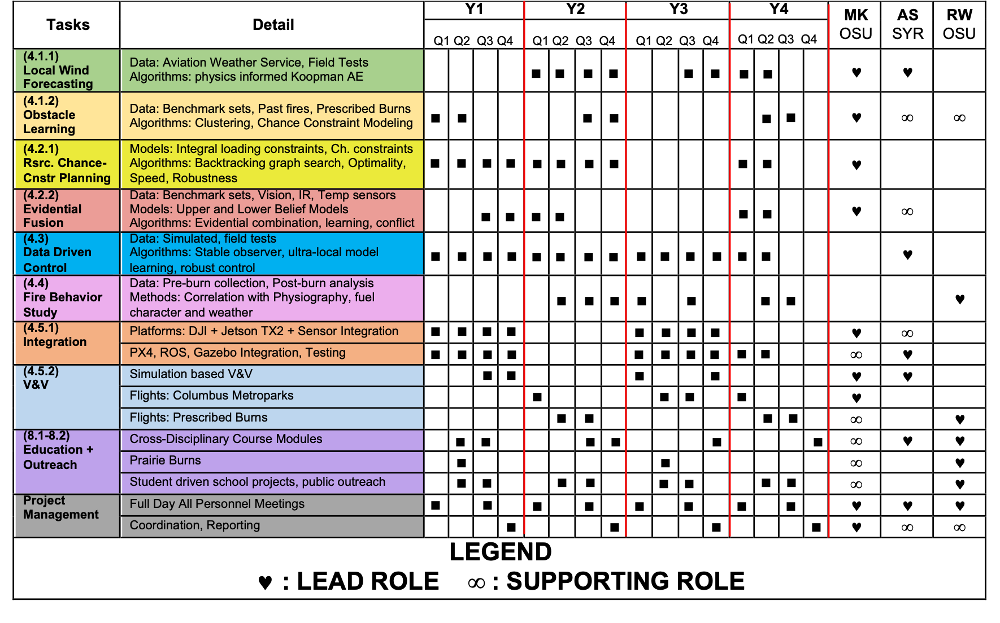 Tasks Detail Y1 Y2 Y3 Y4 MK AS RW
OSU SYR OSU
Q1 Q2 Q3 Q4 Q1 Q2 Q3 Q4 Q1 Q2 Q3 Q4 Q1 Q2 Q3 Q4
(4.1.1)
Local Wind
Forecasting
Data: Aviation Weather Service, Field Tests
Algorithms: physics informed Koopman AE
■ ■ ■ ■ ■ ■ ■ ■ ♥ ♥
(4.1.2)
Obstacle
Learning
Data: Benchmark sets, Past fires, Prescribed Burns
Algorithms: Clustering, Chance Constraint Modeling
■ ■ ■ ■ ■ ■ ♥ ∞ ∞
(4.2.1)
Rsrc. Chance-
Cnstr Planning
Models: Integral loading constraints, Ch. constraints
Algorithms: Backtracking graph search, Optimality,
Speed, Robustness
■ ■ ■ ■ ■ ■ ■ ■ ■ ■ ♥
(4.2.2)
Evidential
Fusion
Data: Benchmark sets, Vision, IR, Temp sensors
Models: Upper and Lower Belief Models
Algorithms: Evidential combination, learning, conflict
■ ■ ■ ■ ■ ■ ♥ ∞
(4.3)
Data Driven
Control
Data: Simulated, field tests
Algorithms: Stable observer, ultra-local model
learning, robust control
■ ■ ■ ■ ■ ■ ■ ■ ■ ■ ■ ■ ■ ■ ♥
(4.4)
Fire Behavior
Study
Data: Pre-burn collection, Post-burn analysis
Methods: Correlation with Physiography, fuel
character and weather
■ ■ ■ ■ ■ ■ ■ ♥
(4.5.1)
Integration
Platforms: DJI + Jetson TX2 + Sensor Integration
■ ■ ■ ■ ■ ■ ■ ■ ♥ ∞
PX4, ROS, Gazebo Integration, Testing
■ ■ ■ ■ ■ ■ ■ ■ ■ ■ ∞ ♥
(4.5.2)
V&V
Simulation based V&V
■ ■ ■ ■ ♥ ♥
Flights: Columbus Metroparks
■ ■ ■ ■ ♥
Flights: Prescribed Burns
■ ■ ■ ■ ∞ ♥
(8.1-8.2)
Education +
Outreach
Cross-Disciplinary Course Modules
■ ■ ■ ■ ■ ■ ∞ ♥ ♥
Prairie Burns
■ ■ ∞ ♥
Student driven school projects, public outreach
■ ■ ■ ■ ■ ■ ■ ■ ∞ ♥
Project
Management
Full Day All Personnel Meetings
■ ■ ■ ■ ■ ■ ■ ■ ♥ ♥ ♥
Coordination, Reporting
■ ■ ■ ■ ♥ ∞ ∞
LEGEND
♥ : LEAD ROLE ∞ : SUPPORTING ROLE